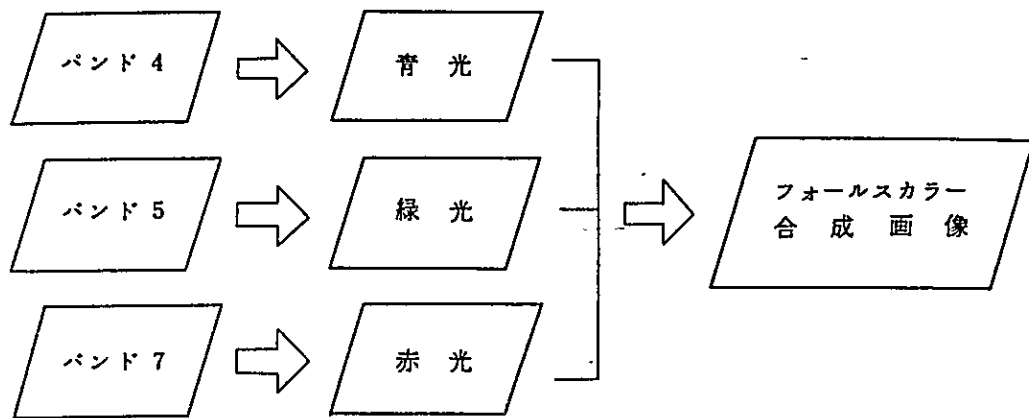 バンド 4
青 光
バンド 5
緑 光
バンド 7
赤 光
フォールスカラー
合 成 画 像